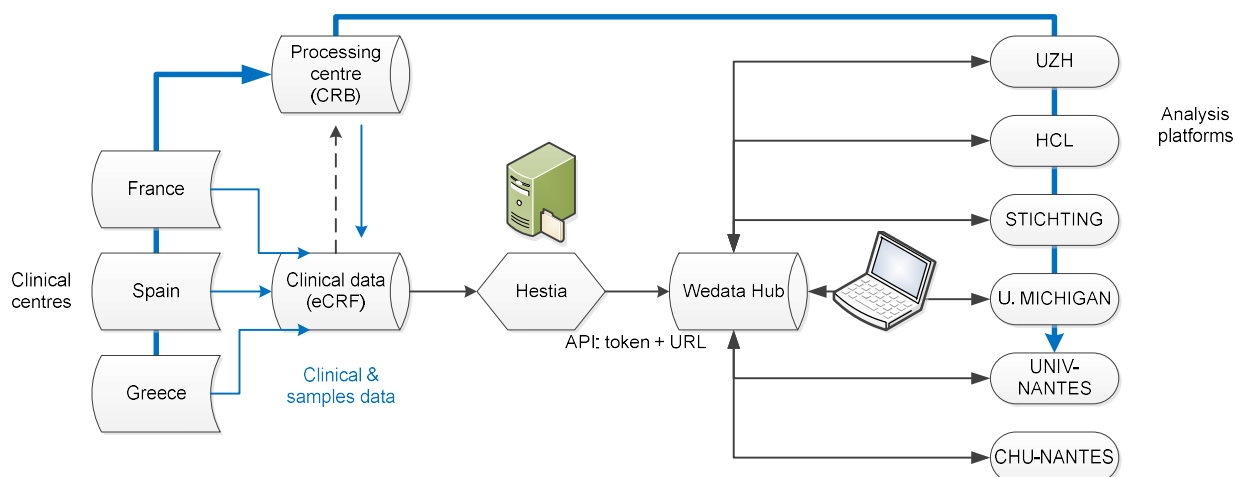 Processing
centre
(CRB)
UZH
Analysis
platforms
HCL
France
STICHTING
Clinical
centres
Spain
Clinical data
(eCRF)
Hestia
Wedata Hub
U. MICHIGAN
API: token + URL
Greece
Clinical &
samples data
UNIV-
NANTES
CHU-NANTES